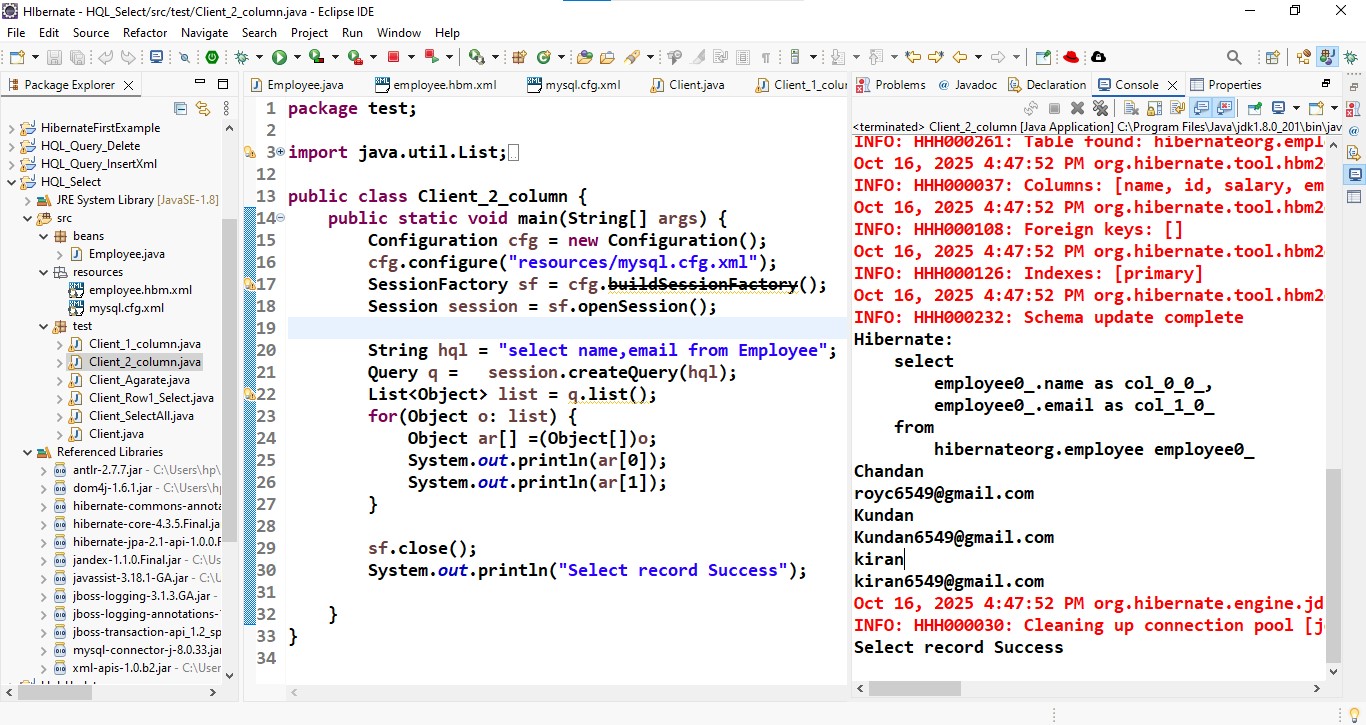 HIbernate - HQL_Select/src/test/Client_2_column.java - Eclipse IDE
File Edit Source Refactor Navigate Search Project Run Window Help
Package Explorer
HibernateFirstExample
HQL_Query_Delete
HQL_Query_InsertXml
HQL_Select
JRE System Library [JavaSE-1.8]
src
beans
Employee.java
resources
employee.hbm.xml
mysql.cfg.xml
test
Client_1_column.java
Client_2_column.java
Client_Agarate.java
Client_Row1_Select.java
Client_SelectAll.java
Client.java
Referenced Libraries
antlr-2.7.7.jar - C:\Users\hp\
dom4j-1.6.1.jar - C:\Users\hp
hibernate-commons-annota
hibernate-core-4.3.5.Final.ja
hibernate-jpa-2.1-api-1.0.0.F
jandex-1.1.0.Final.jar - C:\Us
javassist-3.18.1-GA.jar - C:\U
jboss-logging-3.1.3.GA.jar -
jboss-logging-annotations-
jboss-transaction-api_1.2_sp
mysql-connector-j-8.0.33.jar
xml-apis-1.0.b2.jar - C:\User
Employee.java employee.hbm.xml mysql.cfg.xml Client.java Client_1_colur
1 package test;
2
3 import java.util.List;
12
13 public class Client_2_column {
14 public static void main(String[] args) {
15 Configuration cfg = new Configuration();
16 cfg.configure("resources/mysql.cfg.xml");
17 SessionFactory sf = cfg.buildSessionFactory();
18 Session session = sf.openSession();
19
20 String hql = "select name,email from Employee";
21 Query q =   session.createQuery(hql);
22 List<Object> list = q.list();
23 for(Object o: list) {
24 Object ar[] =(Object[])o;
25 System.out.println(ar[0]);
26 System.out.println(ar[1]);
27 }
28
29 sf.close();
30 System.out.println("Select record Success");
31
32 }
33 }
34
Problems @ Javadoc Declaration Console Properties
<terminated> Client_2_column [Java Application] C:\Program Files\Java\jdk1.8.0_201\bin\jav
INFO: HHH000261: Table found: hibernateorg.empl
Oct 16, 2025 4:47:52 PM org.hibernate.tool.hbm2
INFO: HHH000037: Columns: [name, id, salary, em
Oct 16, 2025 4:47:52 PM org.hibernate.tool.hbm2
INFO: HHH000108: Foreign keys: []
Oct 16, 2025 4:47:52 PM org.hibernate.tool.hbm2
INFO: HHH000126: Indexes: [primary]
Oct 16, 2025 4:47:52 PM org.hibernate.tool.hbm2
INFO: HHH000232: Schema update complete
Hibernate:
select
employee0_.name as col_0_0_,
employee0_.email as col_1_0_
from
hibernateorg.employee employee0_
Chandan
royc6549@gmail.com
Kundan
Kundan6549@gmail.com
kiran
kiran6549@gmail.com
Oct 16, 2025 4:47:52 PM org.hibernate.engine.jd
INFO: HHH000030: Cleaning up connection pool [j
Select record Success